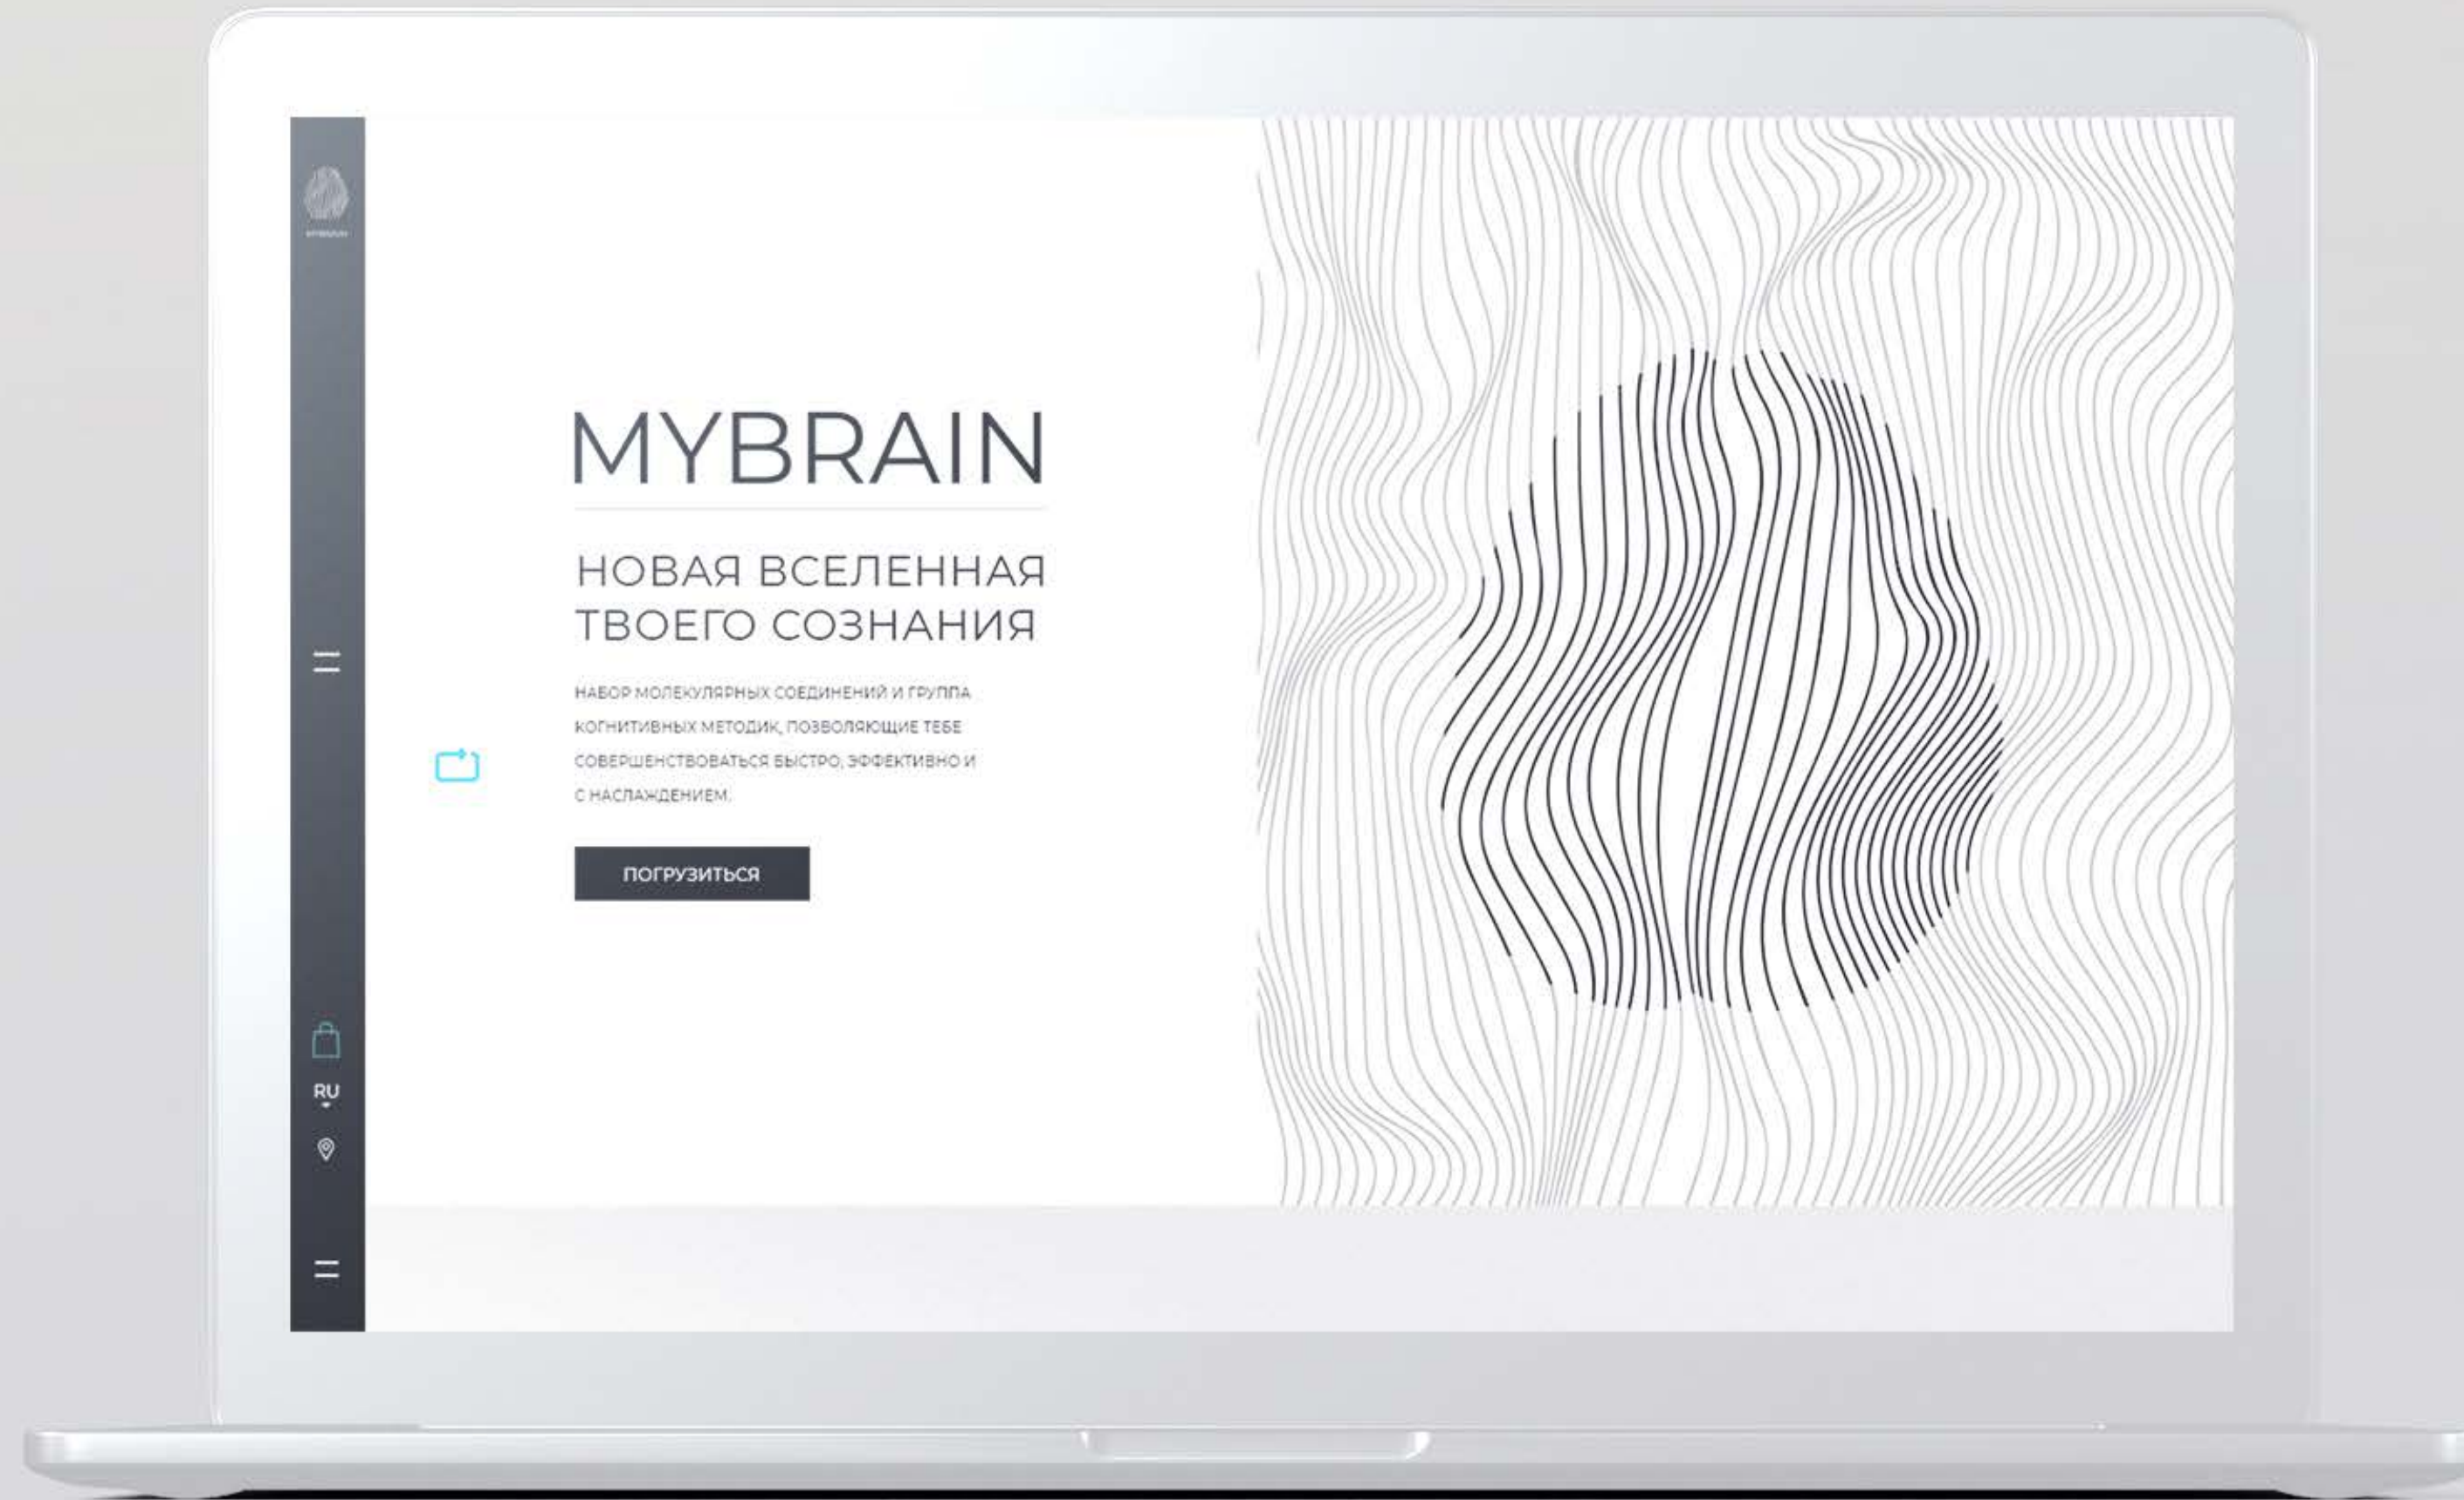 MYBRAIN
MYBRAIN
НОВАЯ ВСЕЛЕННАЯ
ТВОЕГО СОЗНАНИЯ
НАБОР МОЛЕКУЛЯРНЫХ СОЕДИНЕНИЙ И ГРУППА
КОГНИТИВНЫХ МЕТОДИК, ПОЗВОЛЯЮЩИЕ ТЕБЕ
СОВЕРШЕНСТВОВАТЬСЯ БЫСТРО, ЭФФЕКТИВНО И
С НАСЛАЖДЕНИЕМ.
ПОГРУЗИТЬСЯ
RU